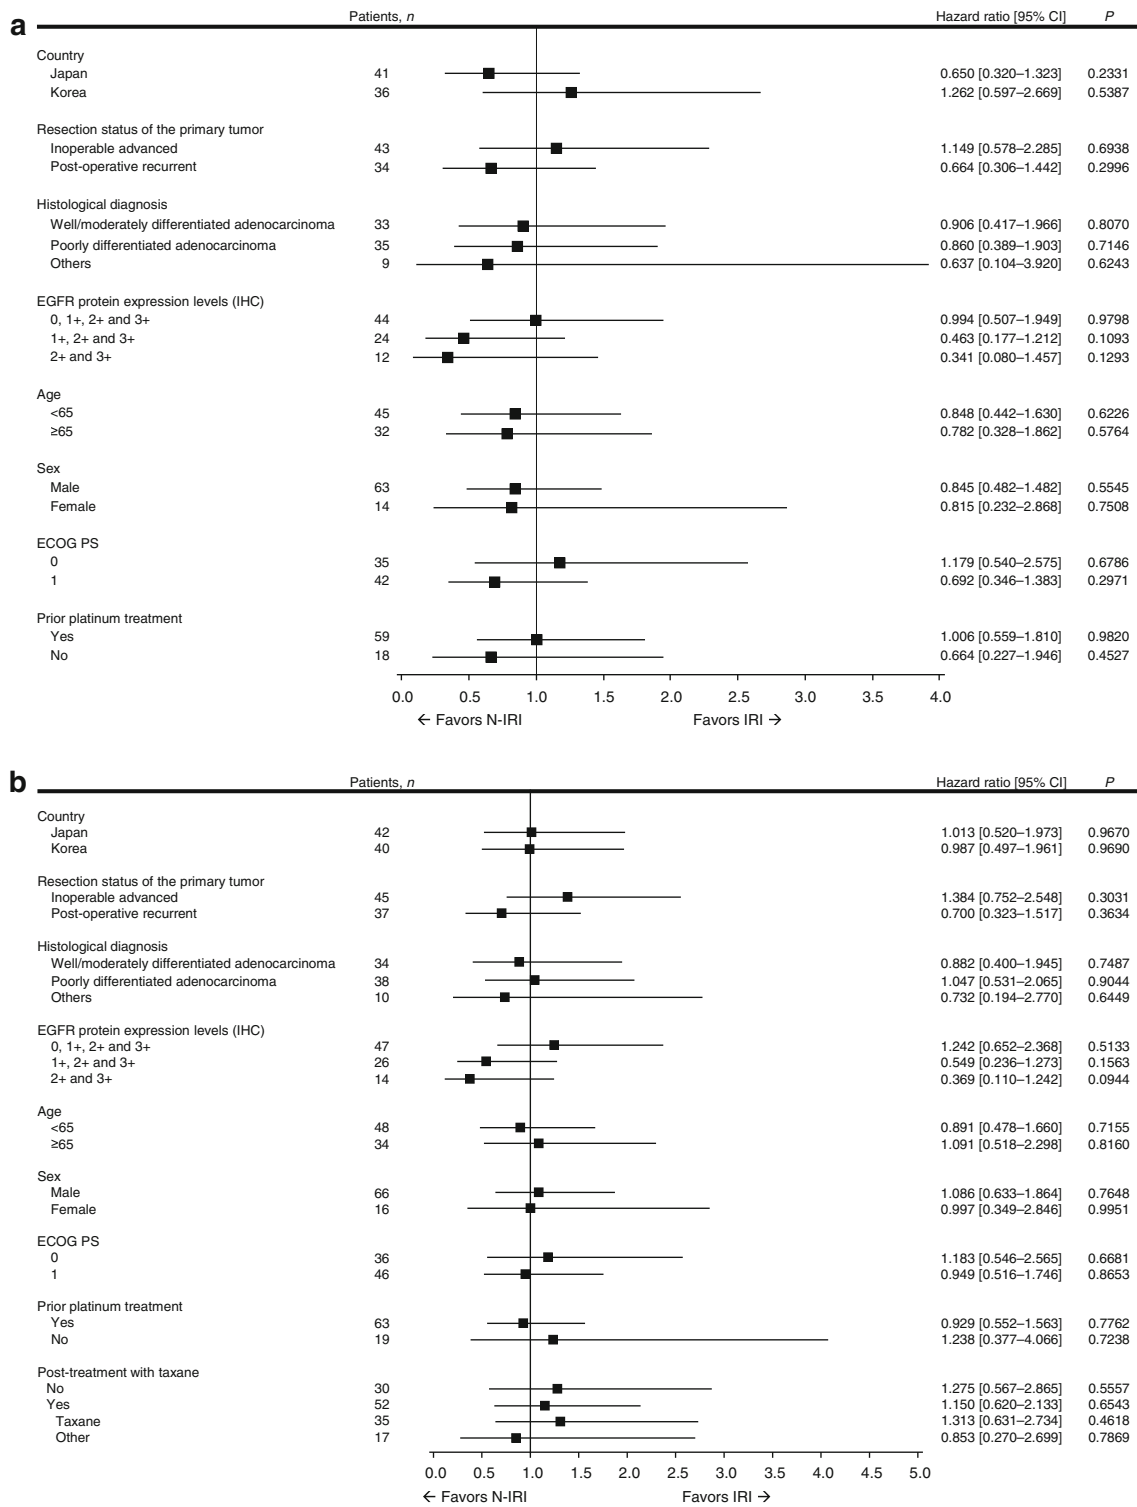 a
Patients, n Hazard ratio [95% CI] P
Country
Japan 41 0.650 [0.320–1.323] 0.2331
Korea 36 1.262 [0.597–2.669] 0.5387
Resection status of the primary tumor
Inoperable advanced 43 1.149 [0.578–2.285] 0.6938
Post-operative recurrent 34 0.664 [0.306–1.442] 0.2996
Histological diagnosis
Well/moderately differentiated adenocarcinoma 33 0.906 [0.417–1.966] 0.8070
Poorly differentiated adenocarcinoma 35 0.860 [0.389–1.903] 0.7146
Others 9 0.637 [0.104–3.920] 0.6243
EGFR protein expression levels (IHC)
0, 1+, 2+ and 3+ 44 0.994 [0.507–1.949] 0.9798
1+, 2+ and 3+ 24 0.463 [0.177–1.212] 0.1093
2+ and 3+ 12 0.341 [0.080–1.457] 0.1293
Age
<65 45 0.848 [0.442–1.630] 0.6226
≥65 32 0.782 [0.328–1.862] 0.5764
Sex
Male 63 0.845 [0.482–1.482] 0.5545
Female 14 0.815 [0.232–2.868] 0.7508
ECOG PS
0 35 1.179 [0.540–2.575] 0.6786
1 42 0.692 [0.346–1.383] 0.2971
Prior platinum treatment
Yes 59 1.006 [0.559–1.810] 0.9820
No 18 0.664 [0.227–1.946] 0.4527
0.0 0.5 1.0 1.5 2.0 2.5 3.0 3.5 4.0
← Favors N-IRI Favors IRI →
b
Patients, n Hazard ratio [95% CI] P
Country
Japan 42 1.013 [0.520–1.973] 0.9670
Korea 40 0.987 [0.497–1.961] 0.9690
Resection status of the primary tumor
Inoperable advanced 45 1.384 [0.752–2.548] 0.3031
Post-operative recurrent 37 0.700 [0.323–1.517] 0.3634
Histological diagnosis
Well/moderately differentiated adenocarcinoma 34 0.882 [0.400–1.945] 0.7487
Poorly differentiated adenocarcinoma 38 1.047 [0.531–2.065] 0.9044
Others 10 0.732 [0.194–2.770] 0.6449
EGFR protein expression levels (IHC)
0, 1+, 2+ and 3+ 47 1.242 [0.652–2.368] 0.5133
1+, 2+ and 3+ 26 0.549 [0.236–1.273] 0.1563
2+ and 3+ 14 0.369 [0.110–1.242] 0.0944
Age
<65 48 0.891 [0.478–1.660] 0.7155
≥65 34 1.091 [0.518–2.298] 0.8160
Sex
Male 66 1.086 [0.633–1.864] 0.7648
Female 16 0.997 [0.349–2.846] 0.9951
ECOG PS
0 36 1.183 [0.546–2.565] 0.6681
1 46 0.949 [0.516–1.746] 0.8653
Prior platinum treatment
Yes 63 0.929 [0.552–1.563] 0.7762
No 19 1.238 [0.377–4.066] 0.7238
Post-treatment with taxane
No 30 1.275 [0.567–2.865] 0.5557
Yes 52 1.150 [0.620–2.133] 0.6543
Taxane 35 1.313 [0.631–2.734] 0.4618
Other 17 0.853 [0.270–2.699] 0.7869
0.0 0.5 1.0 1.5 2.0 2.5 3.0 3.5 4.0 4.5 5.0
← Favors N-IRI Favors IRI →